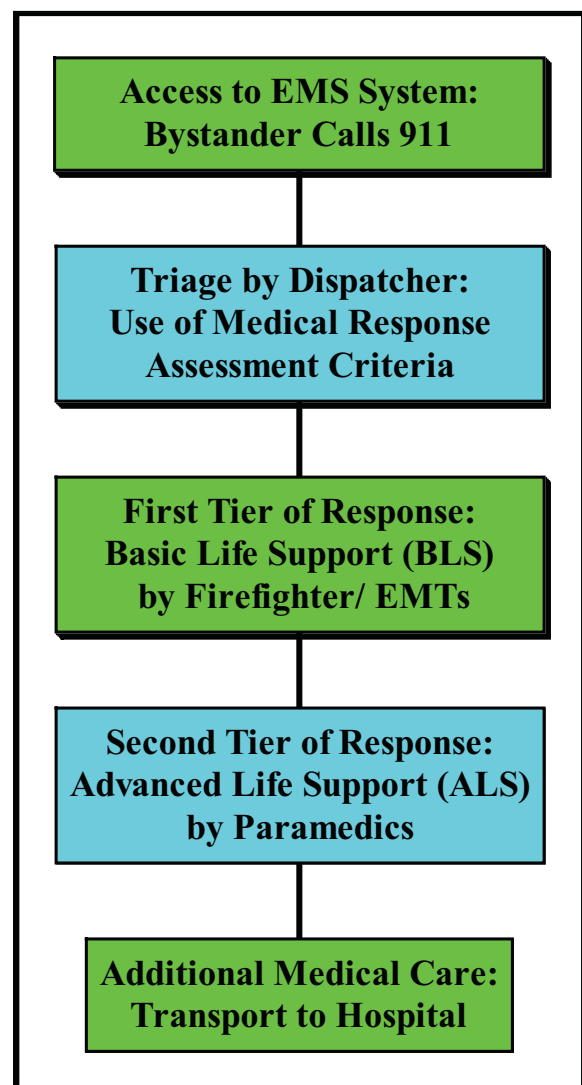 Access to EMS System:
Bystander Calls 911
Triage by Dispatcher:
Use of Medical Response
Assessment Criteria
First Tier of Response:
Basic Life Support (BLS)
by Firefighter/ EMTs
Second Tier of Response:
Advanced Life Support (ALS)
by Paramedics
Additional Medical Care:
Transport to Hospital